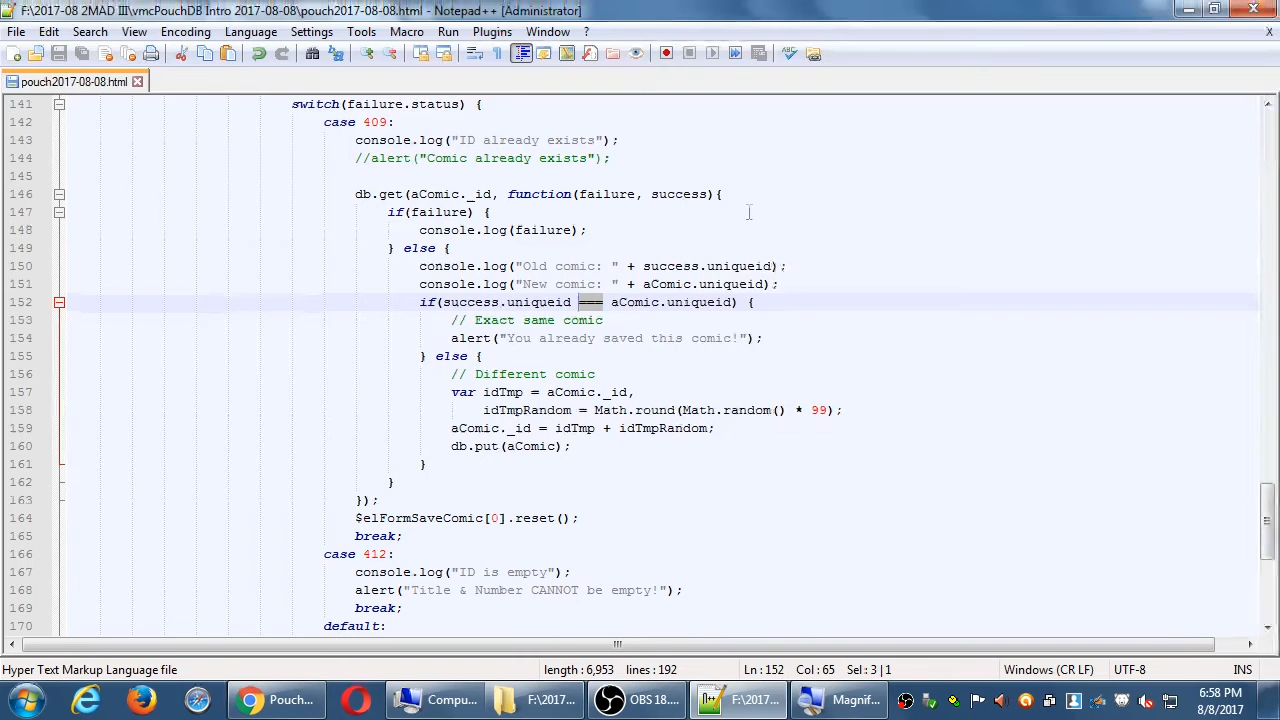 F:\2017-08 2MAD III\vmcPouchDB Intro 2017-08-08\pouch2017-08-08.html - Notepad++ [Administrator]
File Edit Search View Encoding Language Settings Tools Macro Run Plugins Window ?
pouch2017-08-08.html
141 switch(failure.status) {
142 case 409:
143 console.log("ID already exists");
144 //alert("Comic already exists");
145
146 db.get(aComic._id, function(failure, success){
147 if(failure) {
148 console.log(failure);
149 } else {
150 console.log("Old comic: " + success.uniqueid);
151 console.log("New comic: " + aComic.uniqueid);
152 if(success.uniqueid === aComic.uniqueid) {
153 // Exact same comic
154 alert("You already saved this comic!");
155 } else {
156 // Different comic
157 var idTmp = aComic._id,
158 idTmpRandom = Math.round(Math.random() * 99);
159 aComic._id = idTmp + idTmpRandom;
160 db.put(aComic);
161 }
162 }
163 });
164 $elFormSaveComic[0].reset();
165 break;
166 case 412:
167 console.log("ID is empty");
168 alert("Title & Number CANNOT be empty!");
169 break;
170 default:
Hyper Text Markup Language file length : 6,953 lines : 192 Ln : 152 Col : 65 Sel : 3 | 1 Windows (CR LF) UTF-8 INS
Pouch... Compu... F:\2017... OBS 18.... F:\2017... Magnif... 6:58 PM
8/8/2017